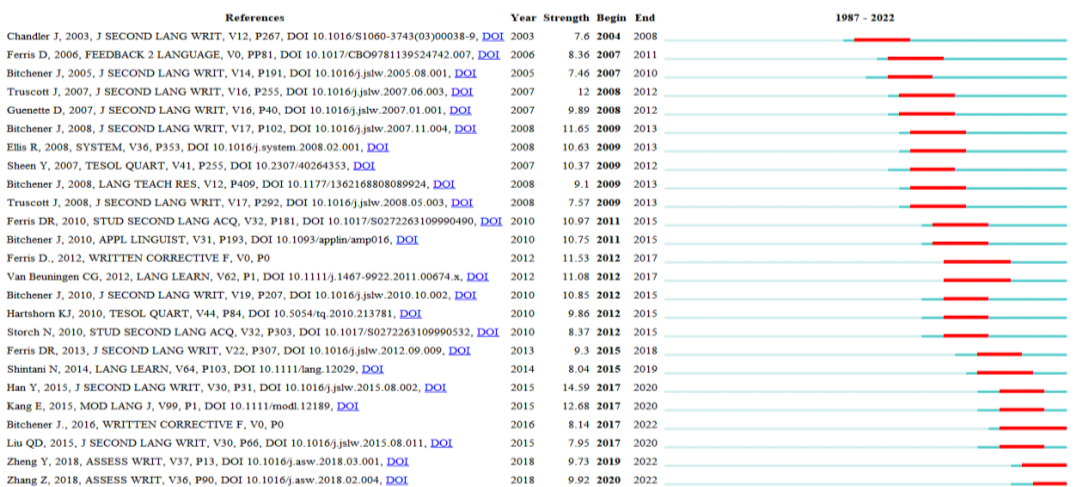 References Year Strength Begin End 1987 - 2022
Chandler J, 2003, J SECOND LANG WRIT, V12, P267, DOI 10.1016/S1060-3743(03)00038-9, DOI 2003 7.6 2004 2008
Ferris D, 2006, FEEDBACK 2 LANGUAGE, V0, PP81, DOI 10.1017/CBO9781139524742.007, DOI 2006 8.36 2007 2011
Bitchener J, 2005, J SECOND LANG WRIT, V14, P191, DOI 10.1016/j.jslw.2005.08.001, DOI 2005 7.46 2007 2010
Truscott J, 2007, J SECOND LANG WRIT, V16, P255, DOI 10.1016/j.jslw.2007.06.003, DOI 2007 12 2008 2012
Guenette D, 2007, J SECOND LANG WRIT, V16, P40, DOI 10.1016/j.jslw.2007.01.001, DOI 2007 9.89 2008 2012
Bitchener J, 2008, J SECOND LANG WRIT, V17, P102, DOI 10.1016/j.jslw.2007.11.004, DOI 2008 11.65 2009 2013
Ellis R, 2008, SYSTEM, V36, P353, DOI 10.1016/j.system.2008.02.001, DOI 2008 10.63 2009 2013
Sheen Y, 2007, TESOL QUART, V41, P255, DOI 10.2307/40264353, DOI 2007 10.37 2009 2012
Bitchener J, 2008, LANG TEACH RES, V12, P409, DOI 10.1177/1362168808089924, DOI 2008 9.1 2009 2013
Truscott J, 2008, J SECOND LANG WRIT, V17, P292, DOI 10.1016/j.jslw.2008.05.003, DOI 2008 7.57 2009 2013
Ferris DR, 2010, STUD SECOND LANG ACQ, V32, P181, DOI 10.1017/S0272263109990490, DOI 2010 10.97 2011 2015
Bitchener J, 2010, APPL LINGUIST, V31, P193, DOI 10.1093/applin/amp016, DOI 2010 10.75 2011 2015
Ferris D., 2012, WRITTEN CORRECTIVE F, V0, P0 2012 11.53 2012 2017
Van Beuningen CG, 2012, LANG LEARN, V62, P1, DOI 10.1111/j.1467-9922.2011.00674.x, DOI 2012 11.08 2012 2017
Bitchener J, 2010, J SECOND LANG WRIT, V19, P207, DOI 10.1016/j.jslw.2010.10.002, DOI 2010 10.85 2012 2015
Hartshorn KJ, 2010, TESOL QUART, V44, P84, DOI 10.5054/tq.2010.213781, DOI 2010 9.86 2012 2015
Storch N, 2010, STUD SECOND LANG ACQ, V32, P303, DOI 10.1017/S0272263109990532, DOI 2010 8.37 2012 2015
Ferris DR, 2013, J SECOND LANG WRIT, V22, P307, DOI 10.1016/j.jslw.2012.09.009, DOI 2013 9.3 2015 2018
Shintani N, 2014, LANG LEARN, V64, P103, DOI 10.1111/lang.12029, DOI 2014 8.04 2015 2019
Han Y, 2015, J SECOND LANG WRIT, V30, P31, DOI 10.1016/j.jslw.2015.08.002, DOI 2015 14.59 2017 2020
Kang E, 2015, MOD LANG J, V99, P1, DOI 10.1111/modl.12189, DOI 2015 12.68 2017 2020
Bitchener J., 2016, WRITTEN CORRECTIVE F, V0, P0 2016 8.14 2017 2022
Liu QD, 2015, J SECOND LANG WRIT, V30, P66, DOI 10.1016/j.jslw.2015.08.011, DOI 2015 7.95 2017 2020
Zheng Y, 2018, ASSESS WRIT, V37, P13, DOI 10.1016/j.asw.2018.03.001, DOI 2018 9.73 2019 2022
Zhang Z, 2018, ASSESS WRIT, V36, P90, DOI 10.1016/j.asw.2018.02.004, DOI 2018 9.92 2020 2022